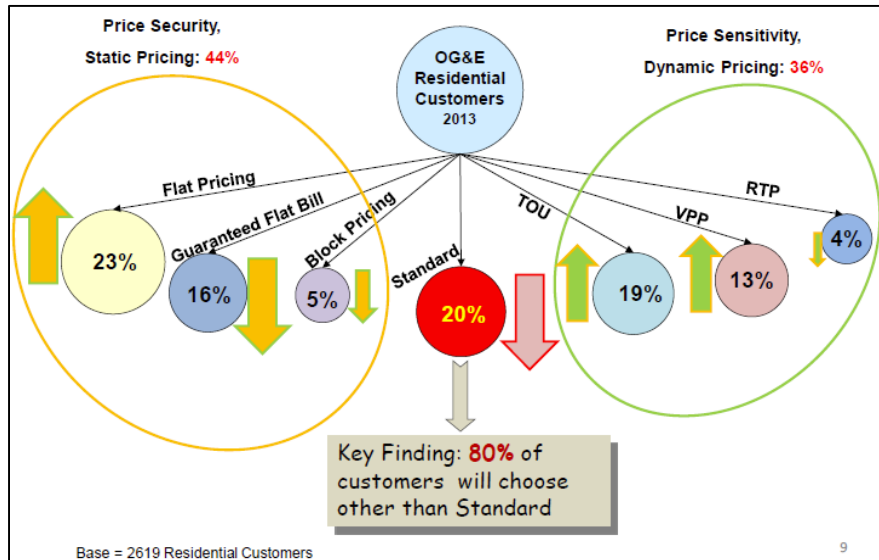 Price Security,
Static Pricing: 44%
OG&E
Residential
Customers
2013
Price Sensitivity,
Dynamic Pricing: 36%
Flat Pricing
Guaranteed Flat Bill
Block Pricing
Standard
TOU
VPP
RTP
23%
16%
5%
20%
19%
13%
4%
Key Finding: 80% of
customers will choose
other than Standard
Base = 2619 Residential Customers
9